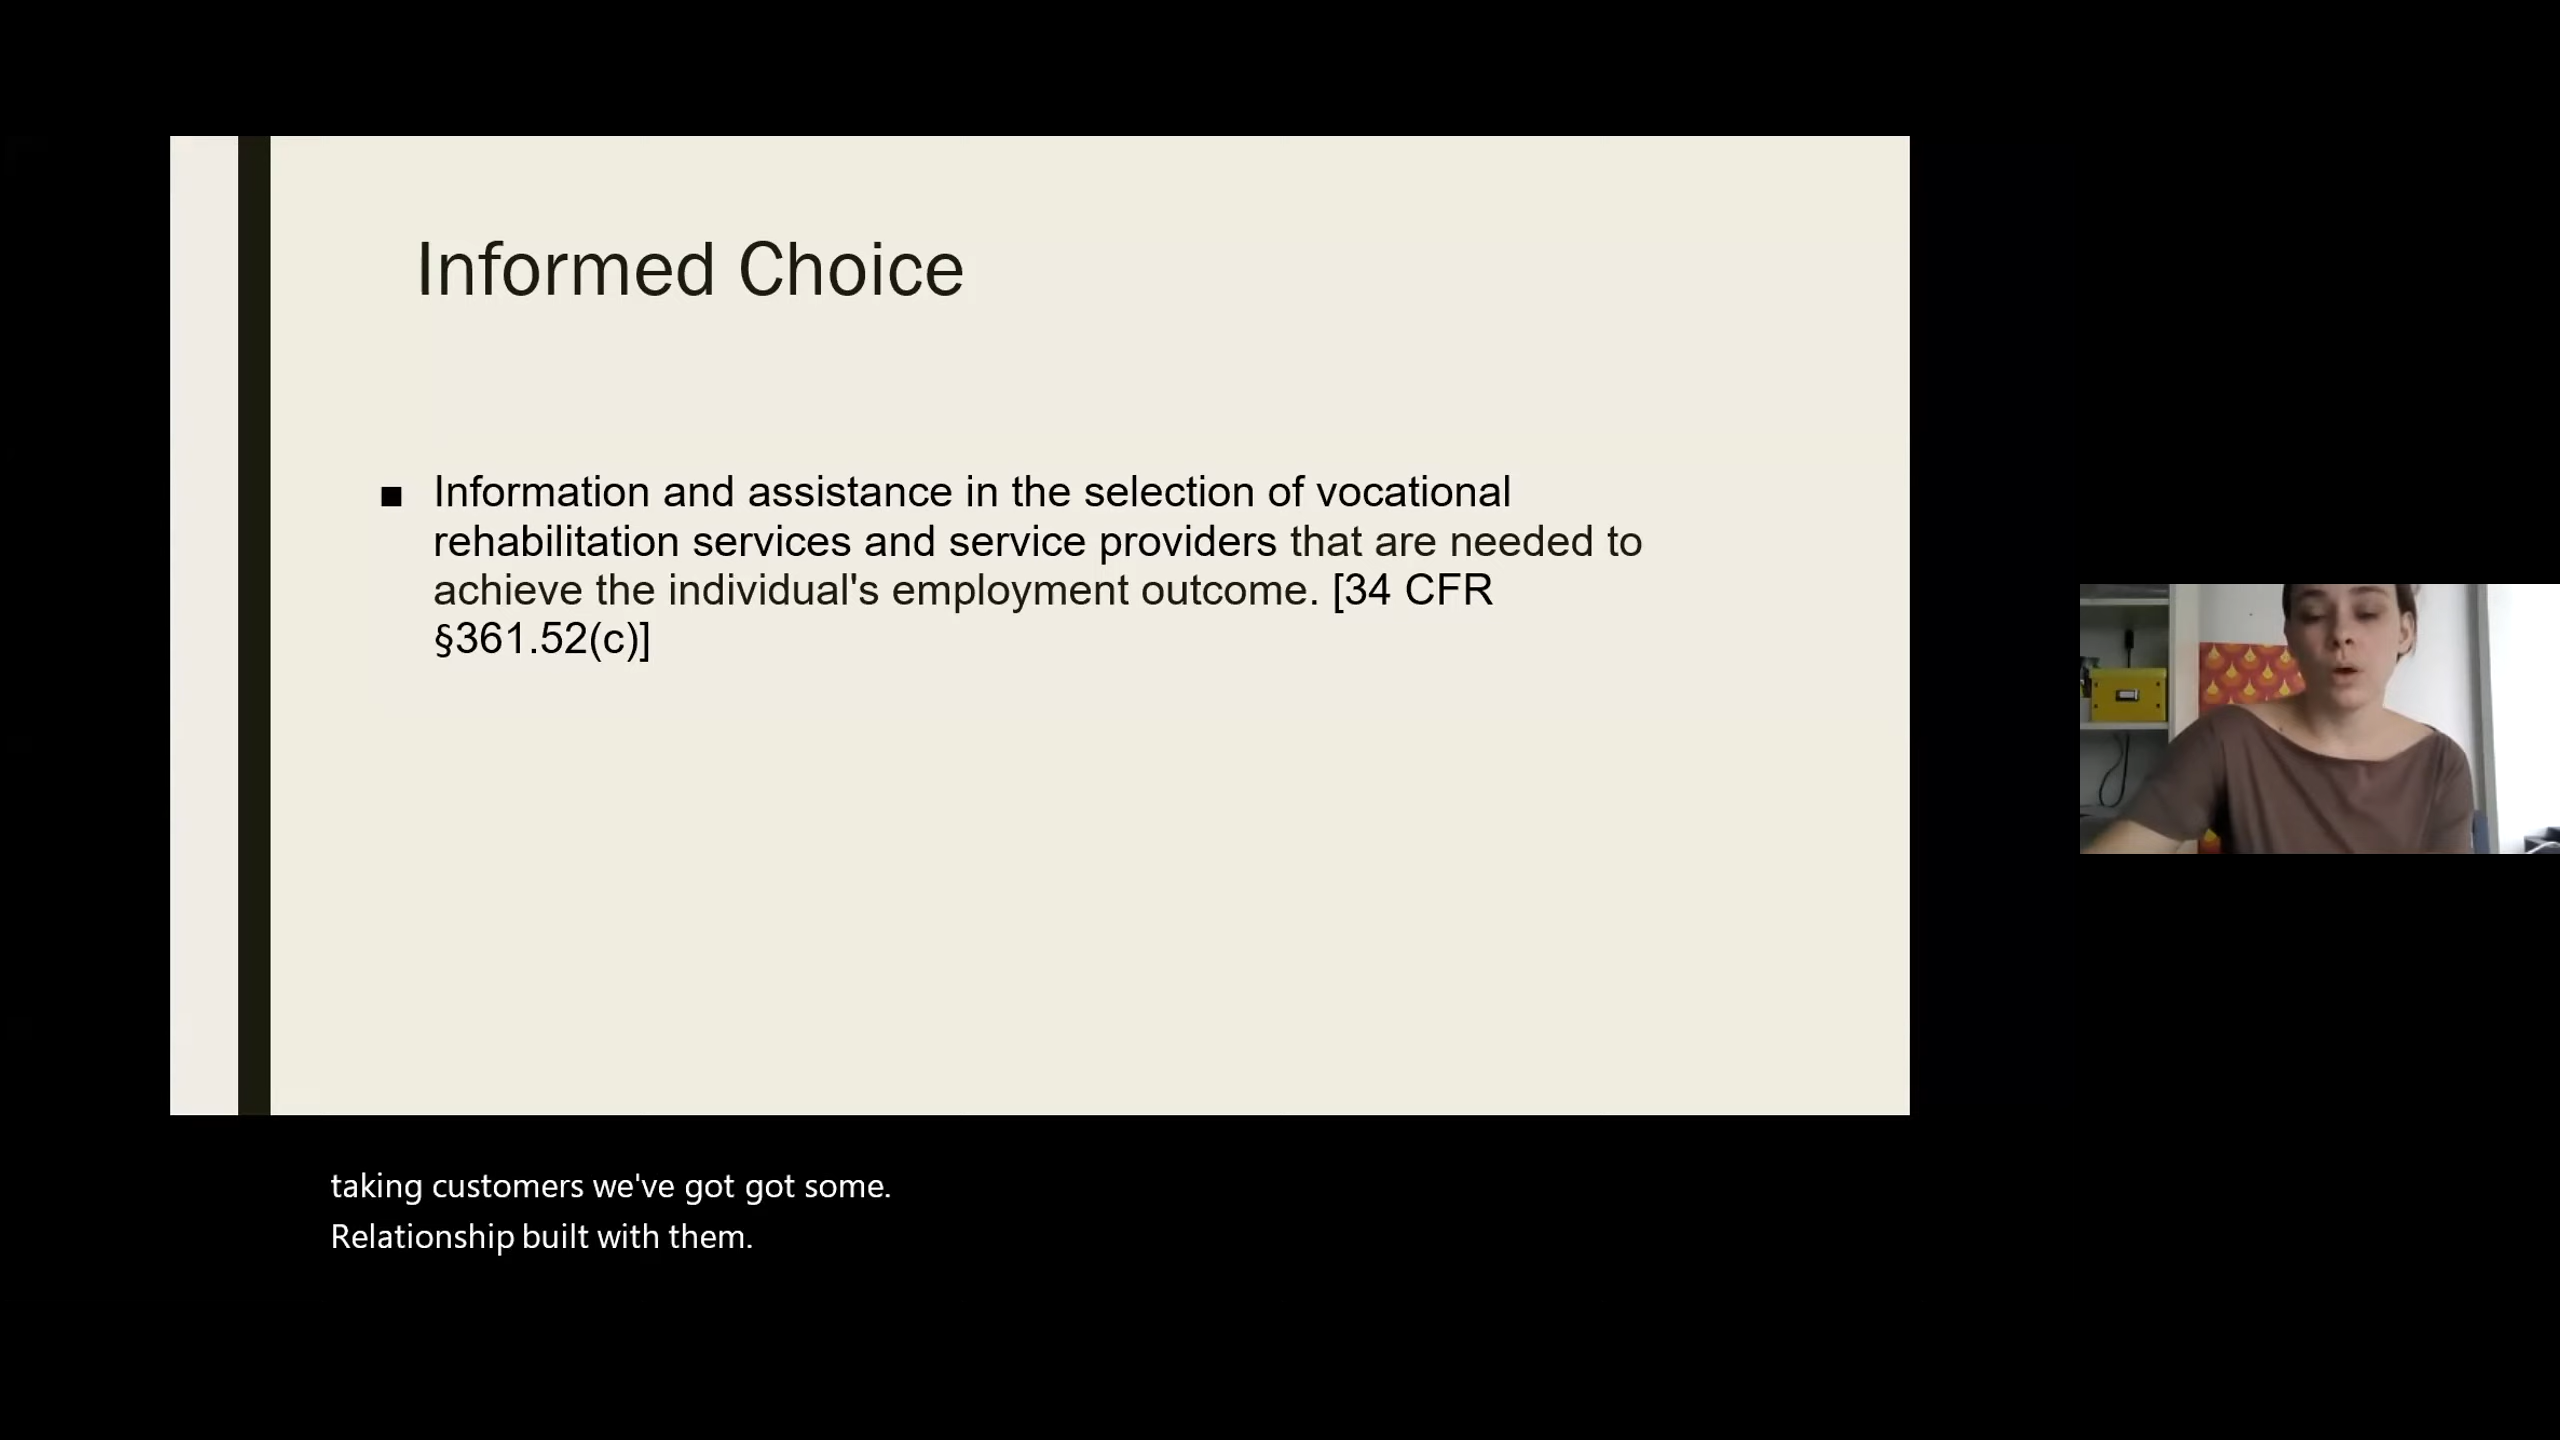 Informed Choice
■ Information and assistance in the selection of vocational
rehabilitation services and service providers that are needed to
achieve the individual's employment outcome. [34 CFR
§361.52(c)]
taking customers we've got got some.
Relationship built with them.